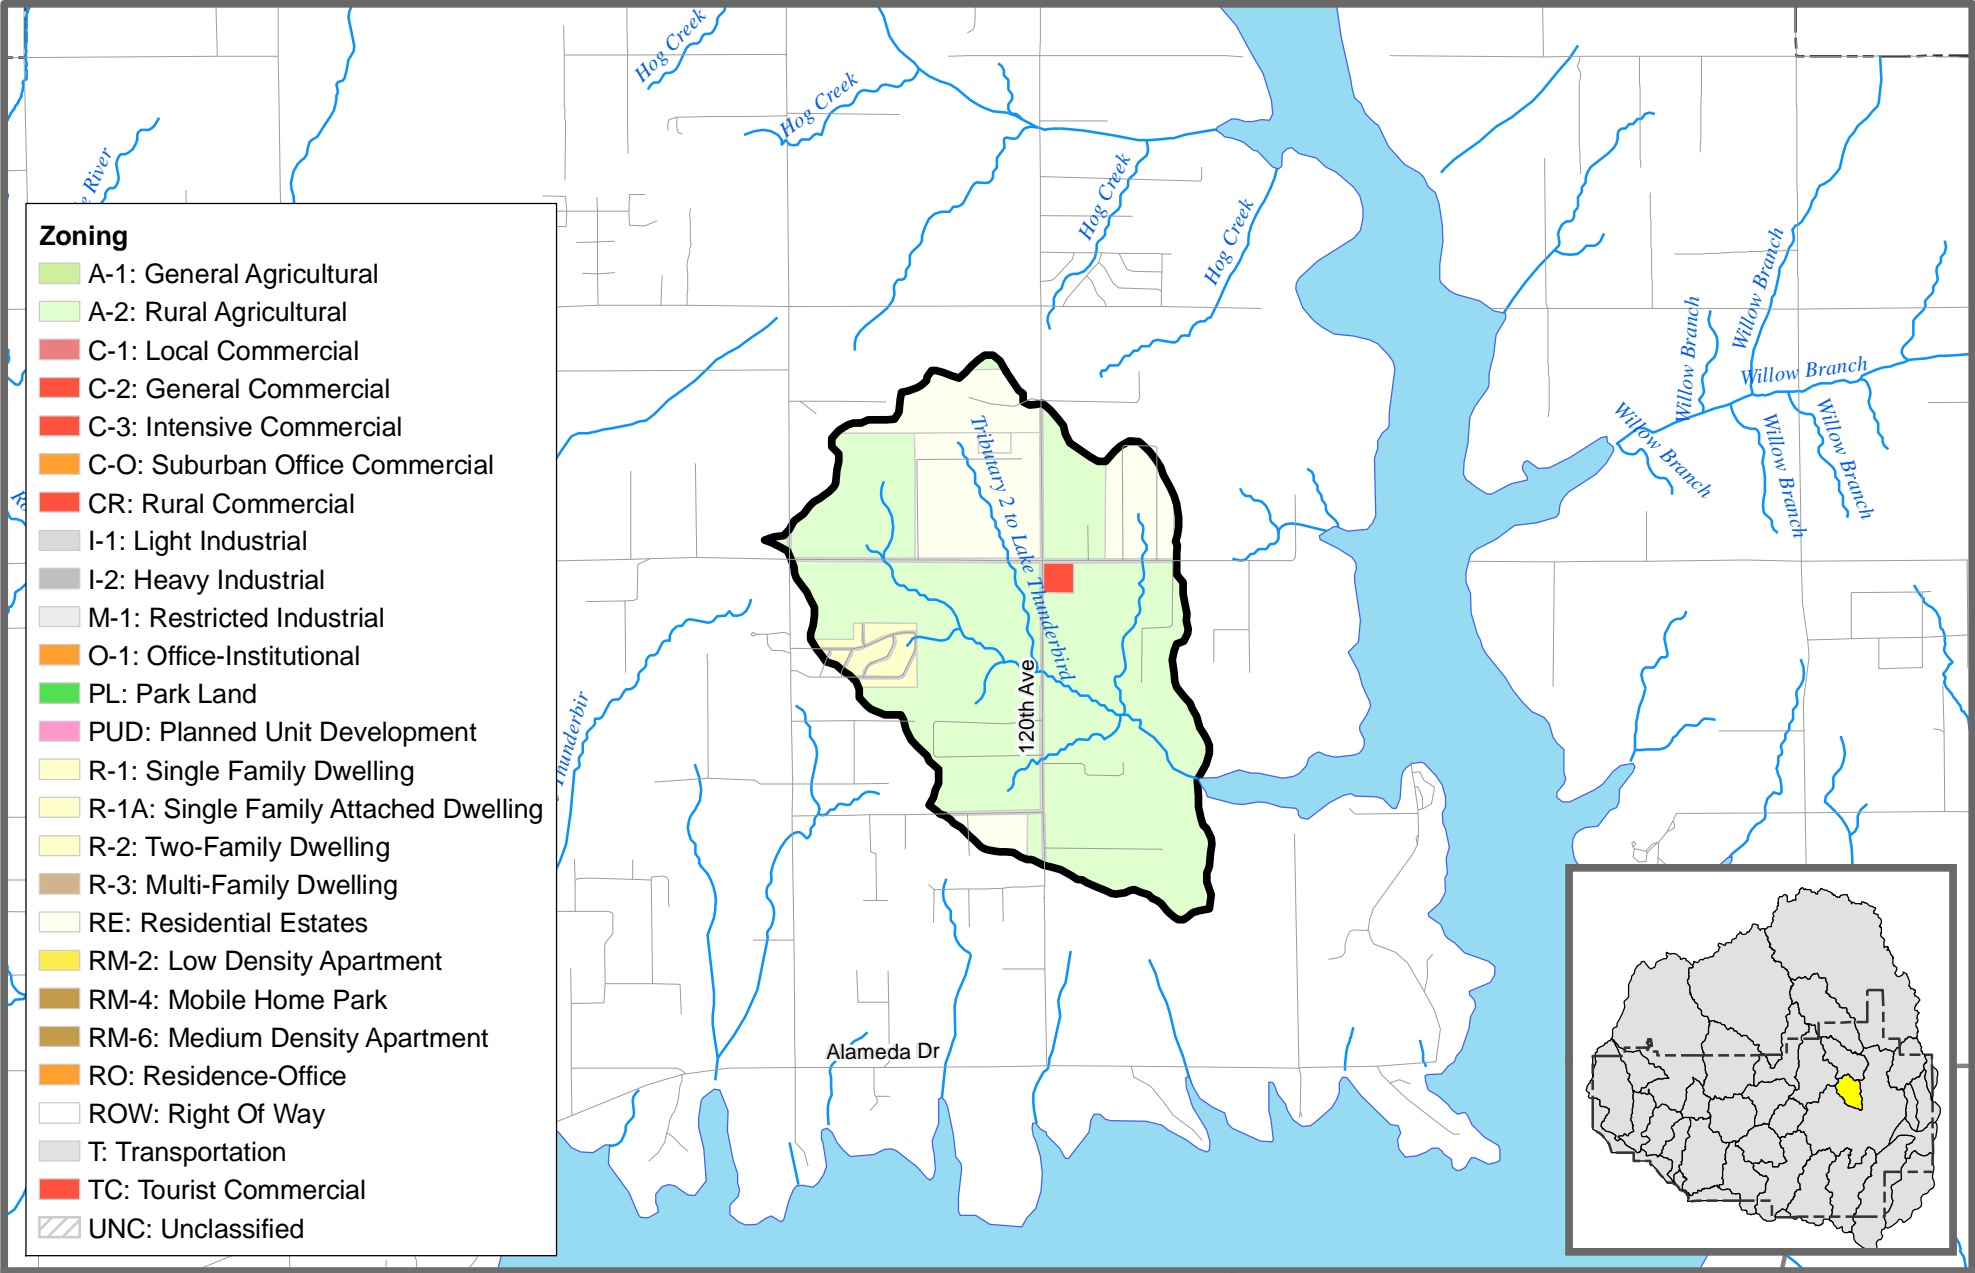 Hog Creek
Hog Creek
Hog Creek
Hog Creek
River
Zoning
A-1: General Agricultural
A-2: Rural Agricultural
C-1: Local Commercial
C-2: General Commercial
C-3: Intensive Commercial
C-O: Suburban Office Commercial
CR: Rural Commercial
I-1: Light Industrial
I-2: Heavy Industrial
M-1: Restricted Industrial
O-1: Office-Institutional
PL: Park Land
PUD: Planned Unit Development
R-1: Single Family Dwelling
R-1A: Single Family Attached Dwelling
R-2: Two-Family Dwelling
R-3: Multi-Family Dwelling
RE: Residential Estates
RM-2: Low Density Apartment
RM-4: Mobile Home Park
RM-6: Medium Density Apartment
RO: Residence-Office
ROW: Right Of Way
T: Transportation
TC: Tourist Commercial
UNC: Unclassified
Thunderbir
Tributary 2 to Lake Thunderbird
120th Ave
Alameda Dr
Willow Branch
Willow Branch
Willow Branch
Willow Branch
Willow Branch
Willow Branch